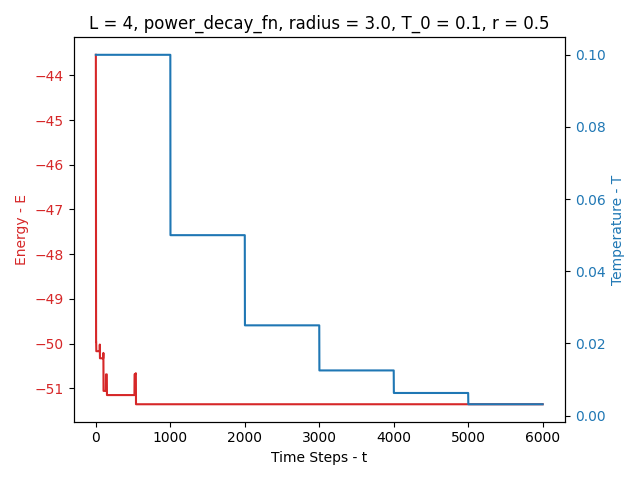 L = 4, power_decay_fn, radius = 3.0, T_0 = 0.1, r = 0.5
Energy - E
−44
−45
−46
−47
−48
−49
−50
−51
0.10
0.08
0.06
0.04
0.02
0.00
Temperature - T
0 1000 2000 3000 4000 5000 6000
Time Steps - t